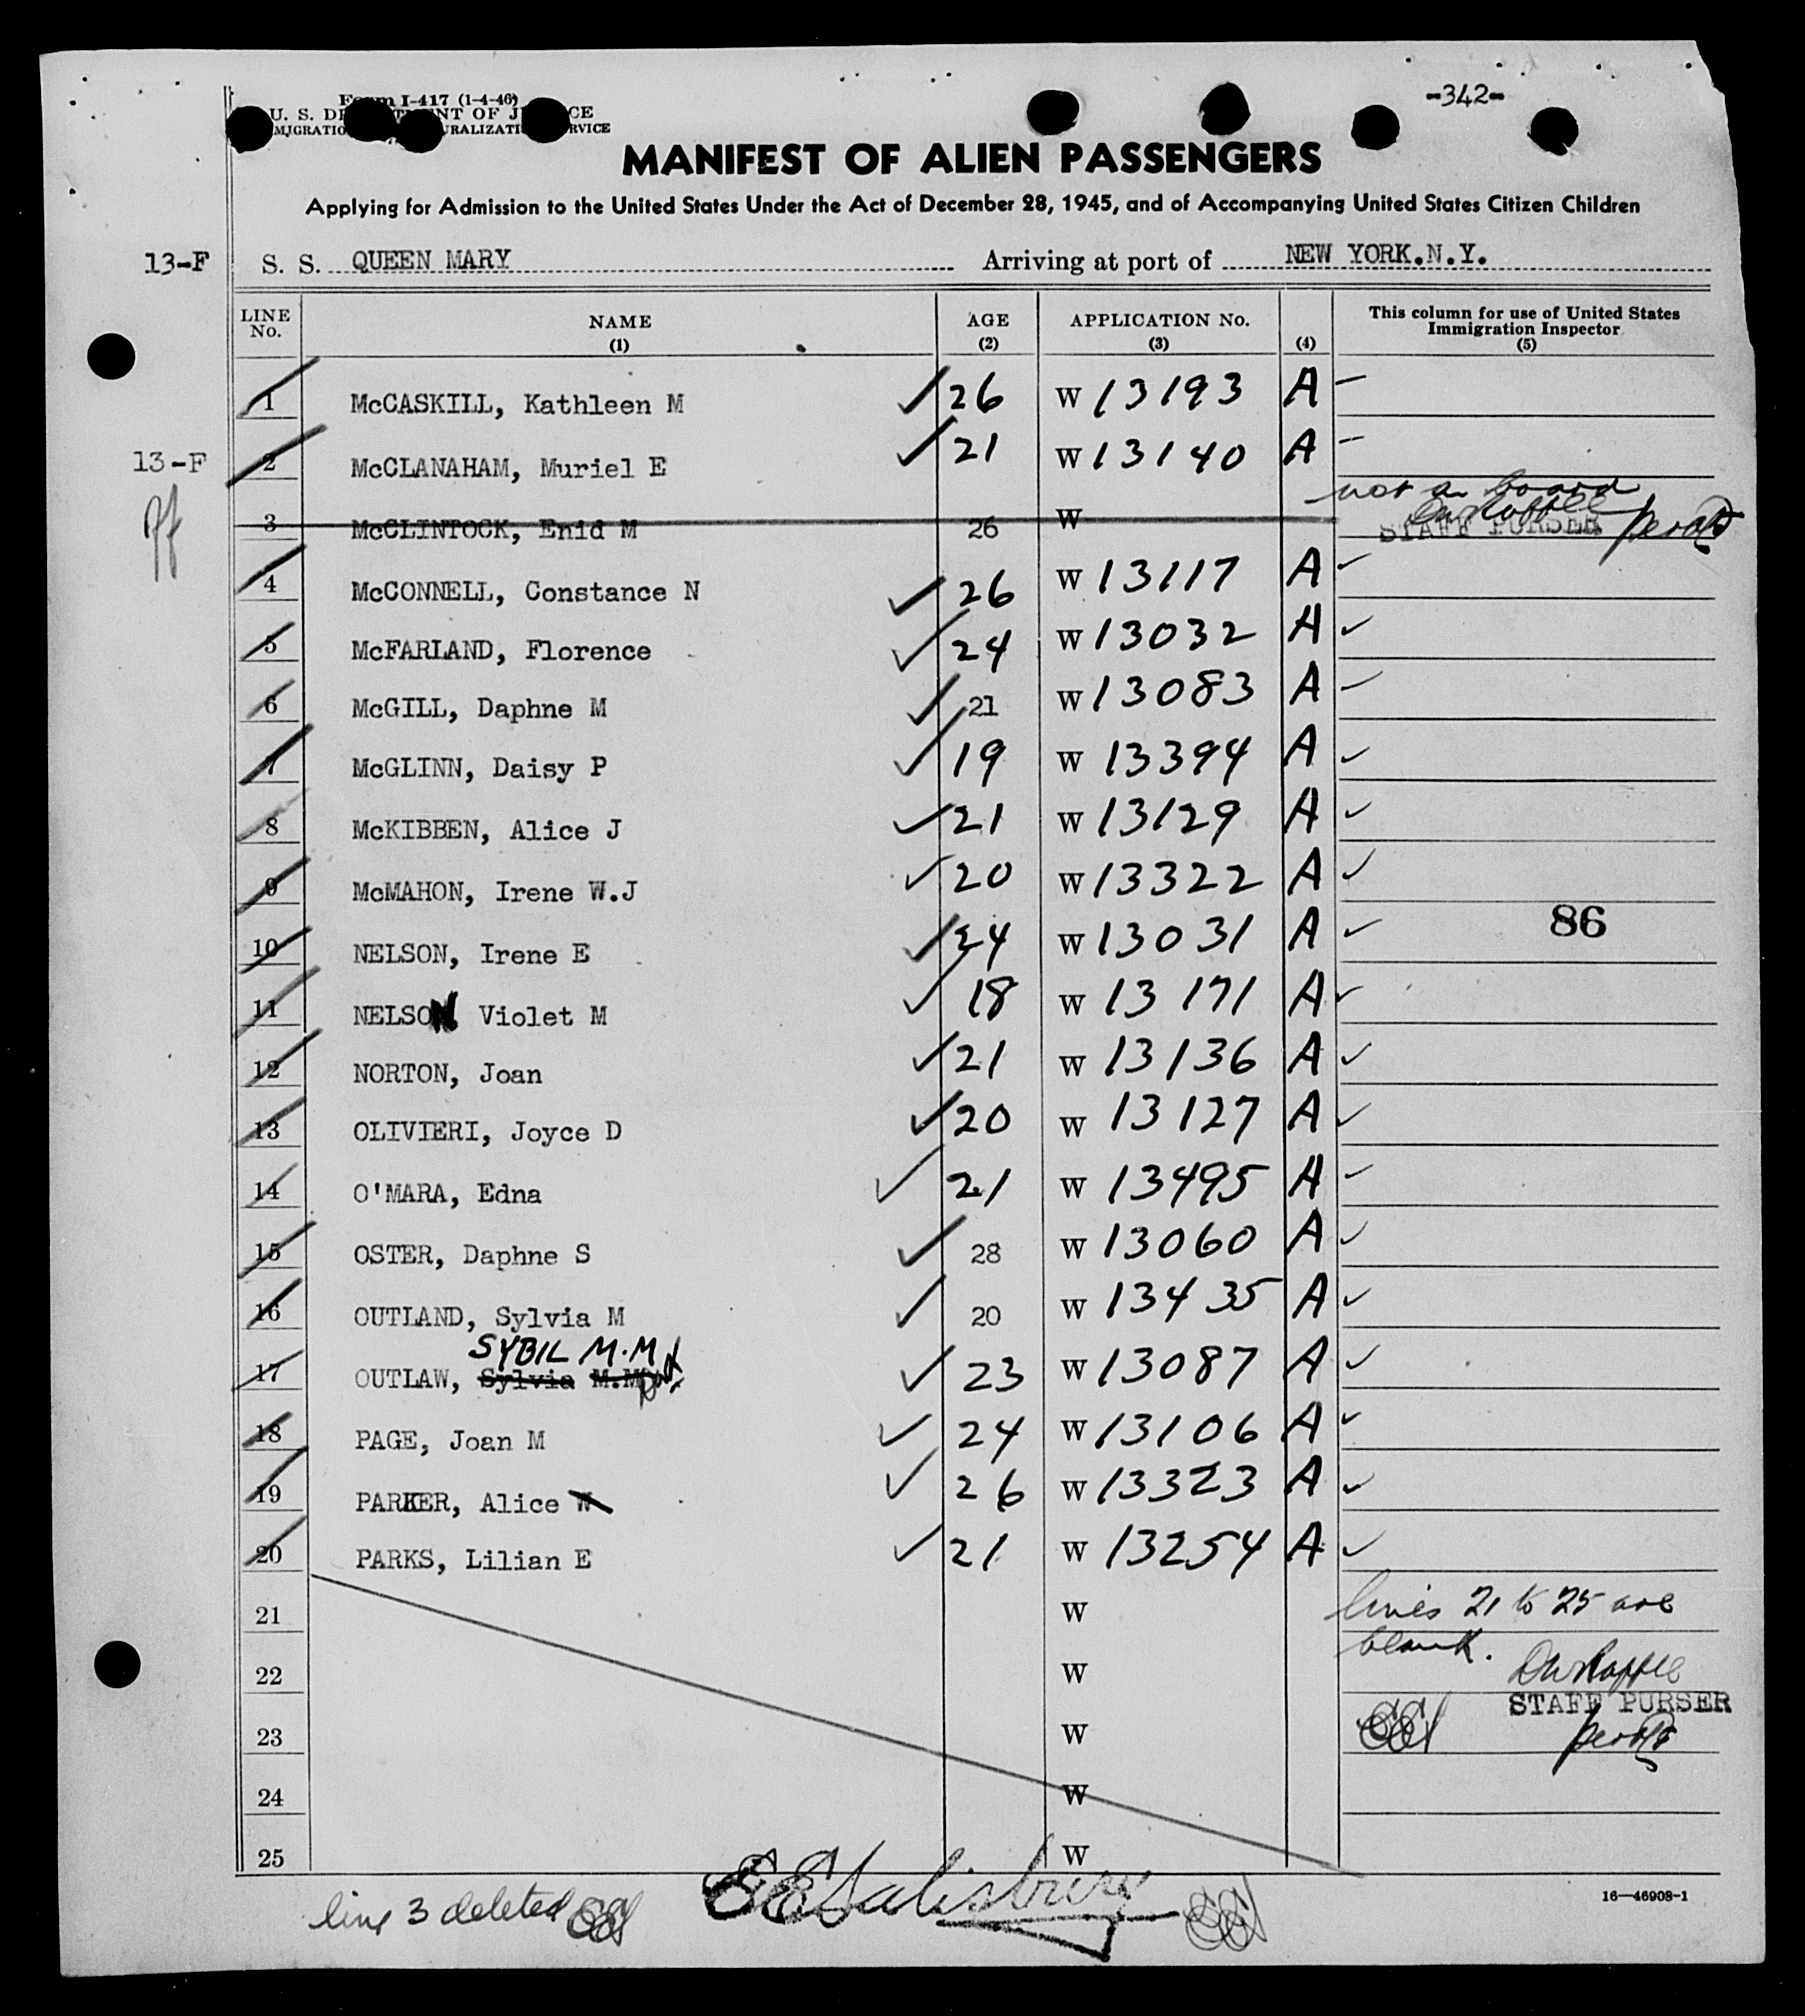 -342-
Form I-417 (1-4-46)
U. S. DEPARTMENT OF JUSTICE
MANIFEST OF ALIEN PASSENGERS
Applying for Admission to the United States Under the Act of December 28, 1945, and of Accompanying United States Citizen Children
13-F S. S. QUEEN MARY Arriving at port of NEW YORK.N.Y.
LINE No. NAME (1) AGE (2) APPLICATION No. (3) (4) This column for use of United States Immigration Inspector (5)
1 McCASKILL, Kathleen M 26 W 13193 A
13-F 2 McCLANAHAM, Muriel E 21 W 13140 A
not on board
3 McCLINTOCK, Enid M 26 W STAFF PURSER
4 McCONNELL, Constance N 26 W 13117 A
5 McFARLAND, Florence 24 W 13032 A
6 McGILL, Daphne M 21 W 13083 A
7 McGLINN, Daisy P 19 W 13394 A
8 McKIBBEN, Alice J 21 W 13129 A
9 McMAHON, Irene W.J 20 W 13322 A
10 NELSON, Irene E 24 W 13031 A 86
11 NELSON Violet M 18 W 13171 A
12 NORTON, Joan 21 W 13136 A
13 OLIVIERI, Joyce D 20 W 13127 A
14 O'MARA, Edna 21 W 13495 A
15 OSTER, Daphne S 28 W 13060 A
16 OUTLAND, Sylvia M 20 W 13435 A
SYBIL M.M
17 OUTLAW, Sylvia M.M 23 W 13087 A
18 PAGE, Joan M 24 W 13106 A
19 PARKER, Alice W 26 W 13323 A
20 PARKS, Lilian E 21 W 13254 A
21 W lines 21 to 25 are
blank.
22 W
STAFF PURSER
23 W
24 W
25 W
16—46908-1
line 3 deleted
EESalisbury